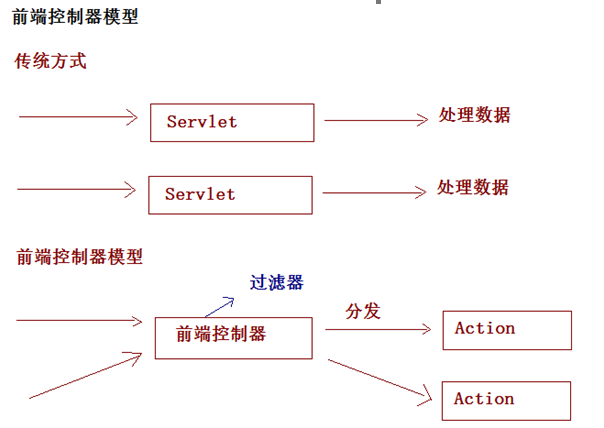 前端控制器模型
传统方式
Servlet
处理数据
Servlet
处理数据
前端控制器模型
过滤器
前端控制器
分发
Action
Action